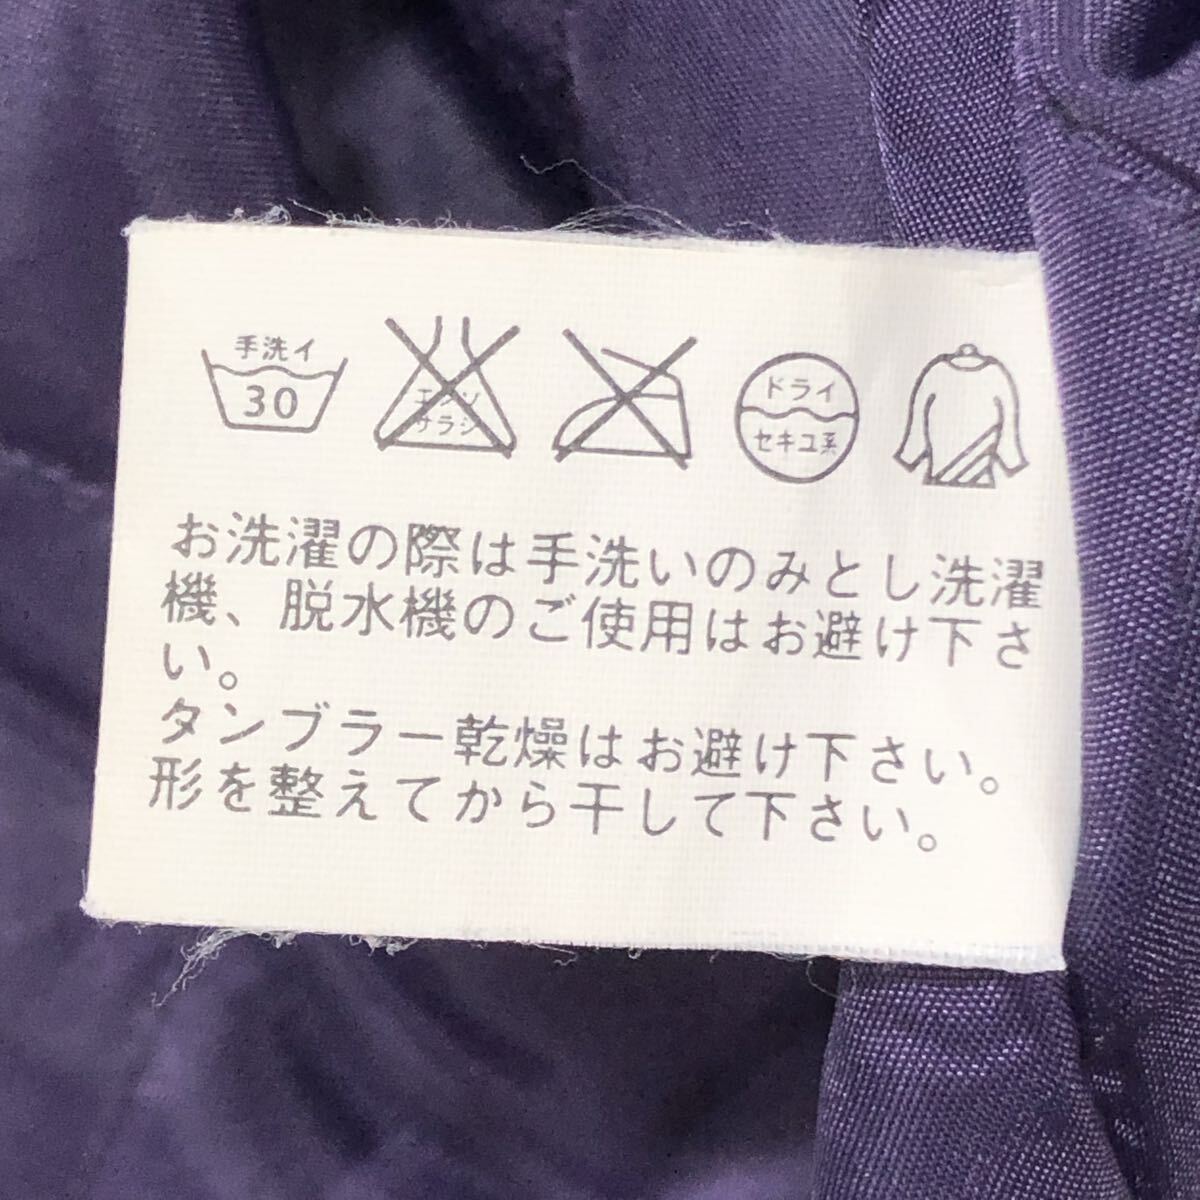 手洗イ
30
エンソ
サラシ
ドライ
セキユ系
お洗濯の際は手洗いのみとし洗濯
機、脱水機のご使用はお避け下さ
い。
タンブラー乾燥はお避け下さい。
形を整えてから干して下さい。